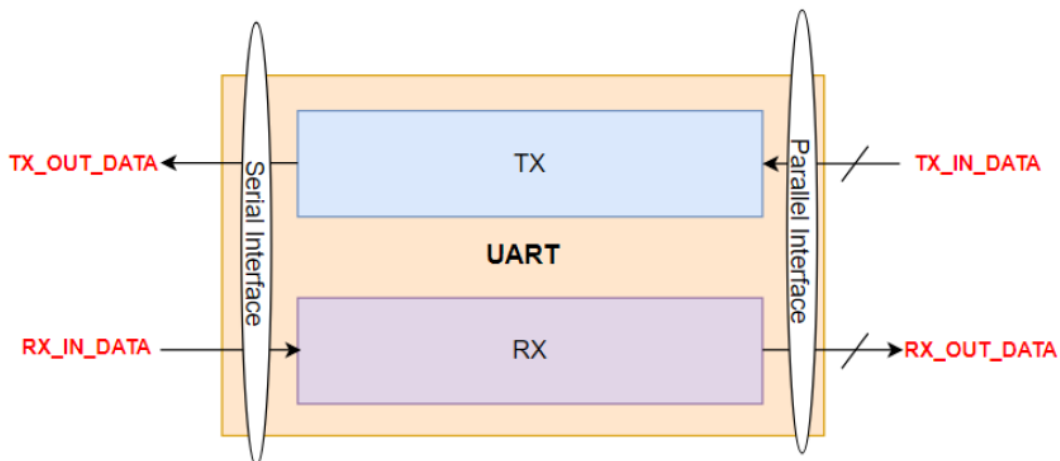 TX_OUT_DATA
Serial Interface
TX
Parallel Interface
TX_IN_DATA
UART
RX_IN_DATA
RX
RX_OUT_DATA